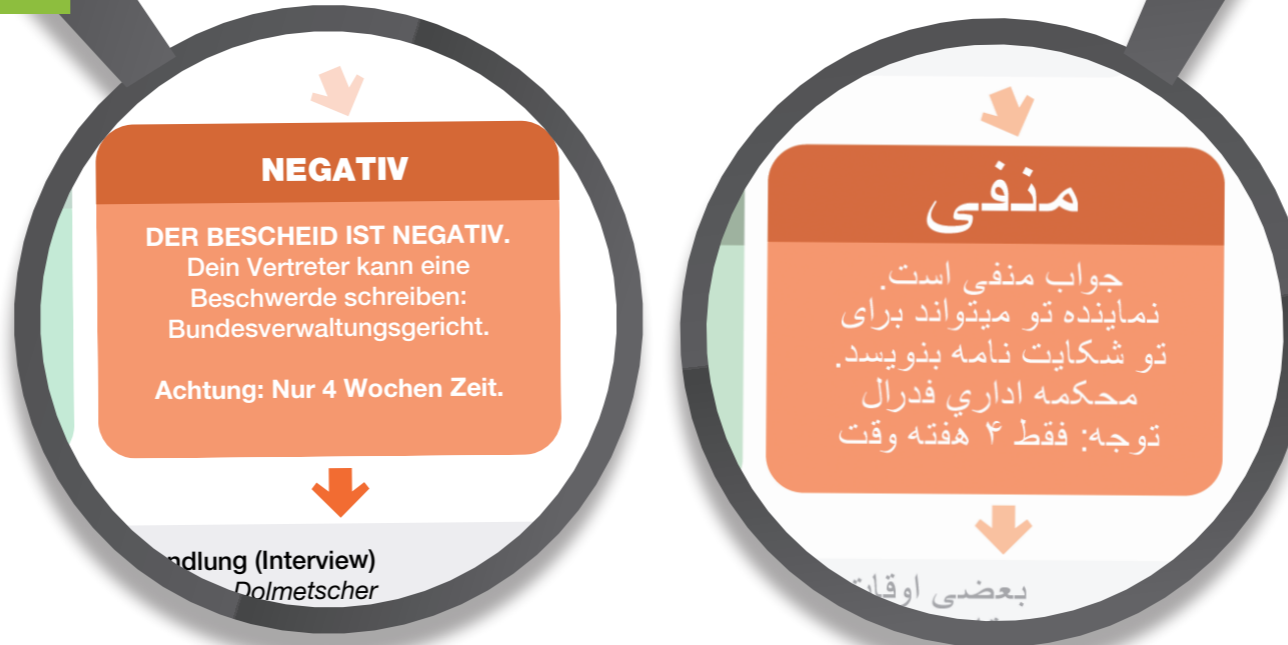 NEGATIV
DER BESCHEID IST NEGATIV.
Dein Vertreter kann eine
Beschwerde schreiben:
Bundesverwaltungsgericht.
Achtung: Nur 4 Wochen Zeit.
ndlung (Interview)
Dolmetscher
منفی
جواب منفی است.
نماینده تو میتواند برای
تو شکایت نامه بنویسد.
محکمه اداري فدرال
توجه: فقط ۴ هفته وقت
بعضی اوقات